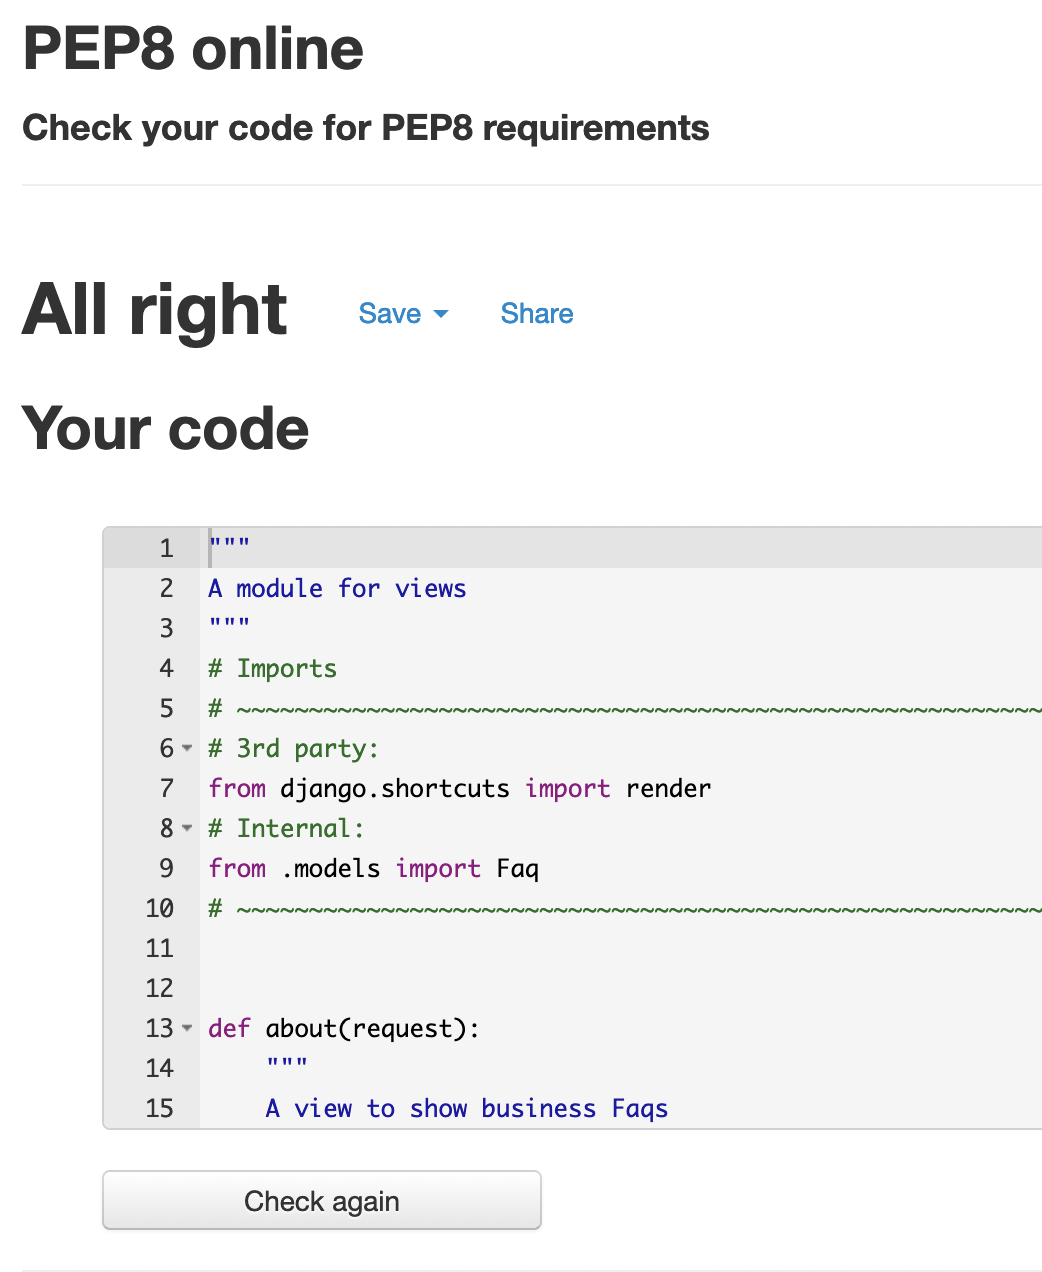 PEP8 online
Check your code for PEP8 requirements
All right Save Share
Your code
1 """
2 A module for views
3 """
4 # Imports
5 # ~~~~~~~~~~~~~~~~~~~~~~~~~~~~~~~~~~~~~~~~~~~~~~~~~~~~~~~~
6 # 3rd party:
7 from django.shortcuts import render
8 # Internal:
9 from .models import Faq
10 # ~~~~~~~~~~~~~~~~~~~~~~~~~~~~~~~~~~~~~~~~~~~~~~~~~~~~~~~~
11
12
13 def about(request):
14     """
15     A view to show business Faqs
Check again